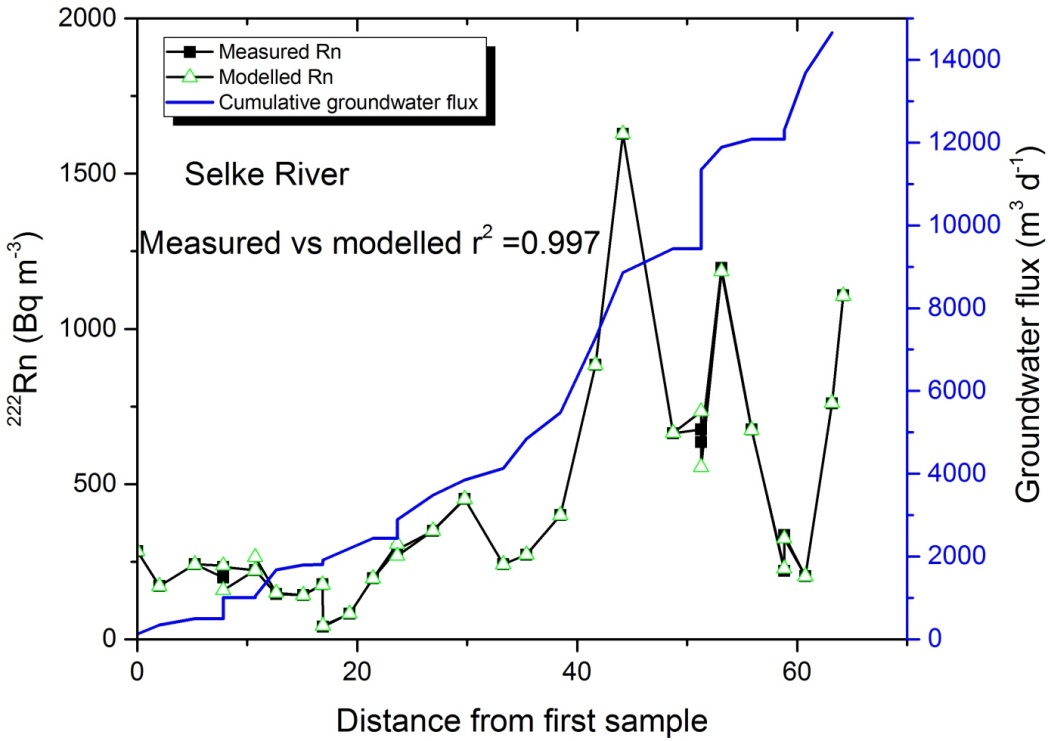 2000
1500
1000
500
0
²²²Rn (Bq m⁻³)
Measured Rn
Modelled Rn
Cumulative groundwater flux
Selke River
Measured vs modelled r² =0.997
14000
12000
10000
8000
6000
4000
2000
0
Groundwater flux (m³ d⁻¹)
0 20 40 60
Distance from first sample